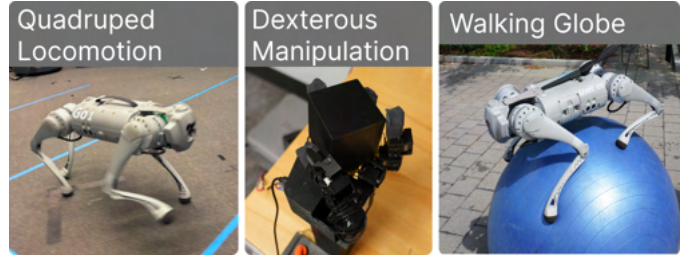 Quadruped
Locomotion
Dexterous
Manipulation
Walking Globe
GO1